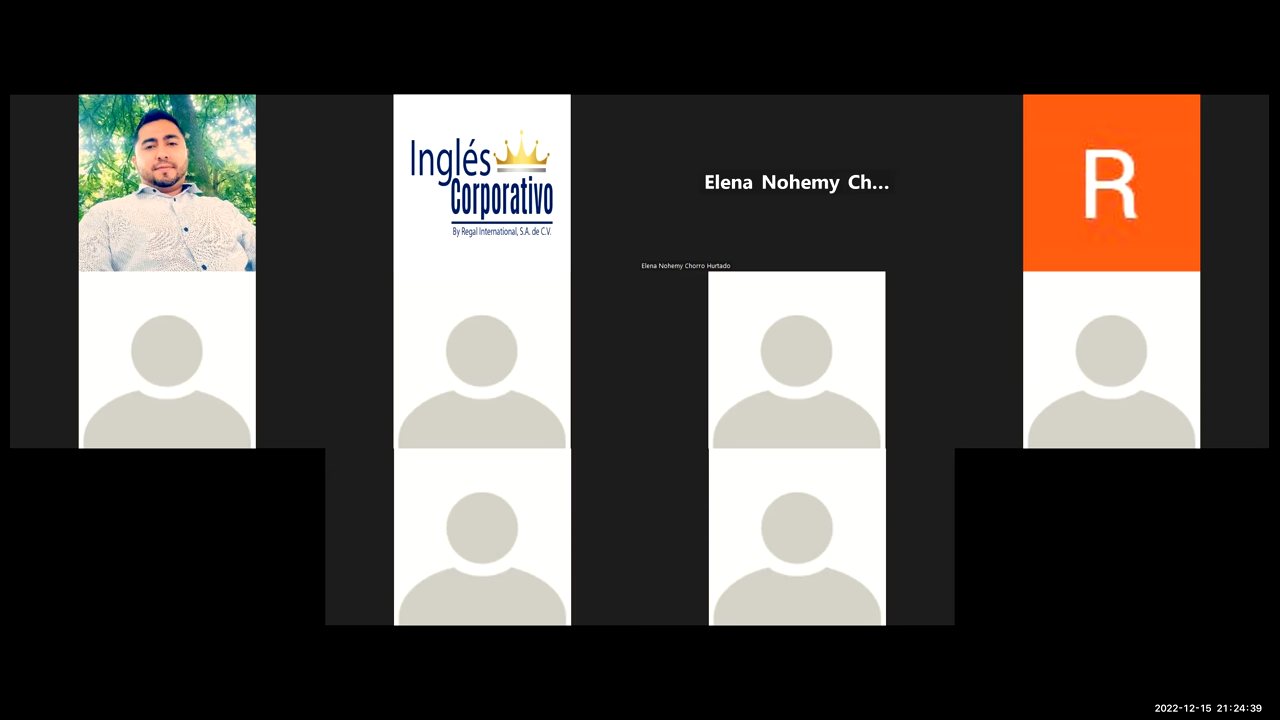 Inglés
Corporativo
By Regal International, S.A. de C.V.
Elena Nohemy Ch...
Elena Nohemy Chorro Hurtado
R
2022-12-15 21:24:39